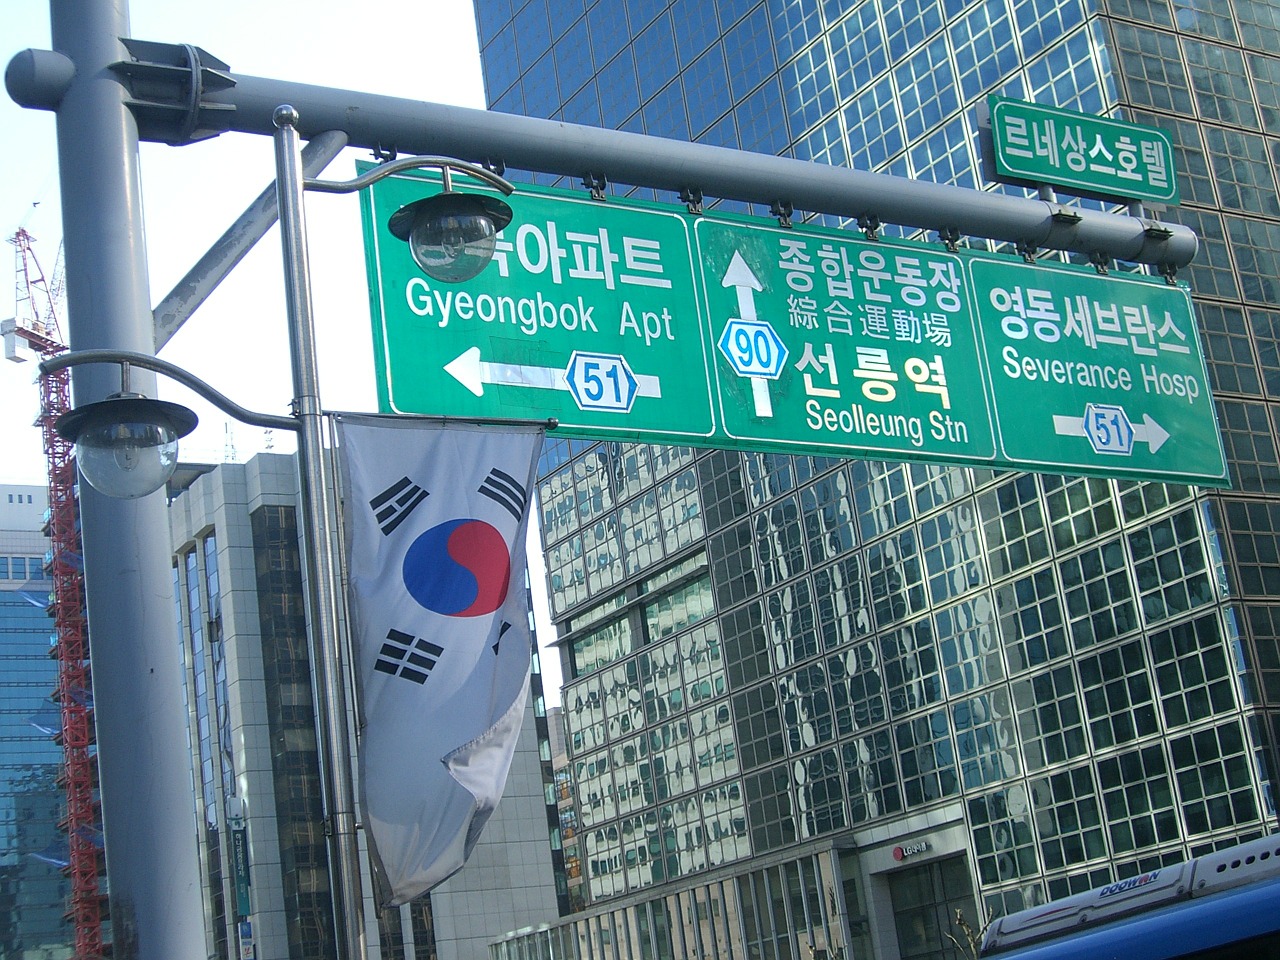 르네상스호텔
아파트
Gyeongbok Apt
51
종합운동장
綜合運動場
90
선릉역
Seolleung Stn
영동세브란스
Severance Hosp
51
DOOWON